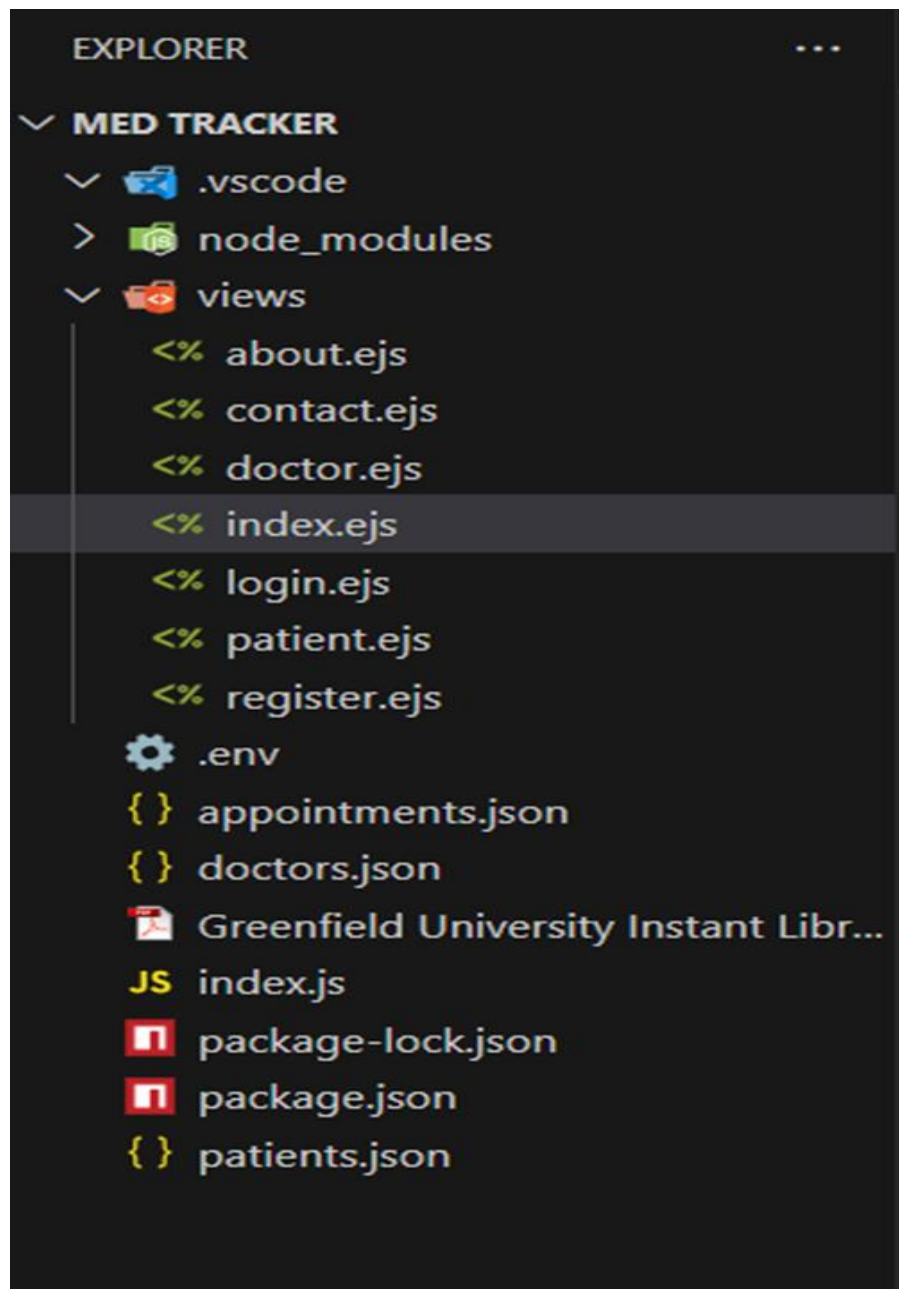 EXPLORER ...
MED TRACKER
.vscode
node_modules
views
<% about.ejs
<% contact.ejs
<% doctor.ejs
<% index.ejs
<% login.ejs
<% patient.ejs
<% register.ejs
.env
{ } appointments.json
{ } doctors.json
Greenfield University Instant Libr...
JS index.js
package-lock.json
package.json
{ } patients.json